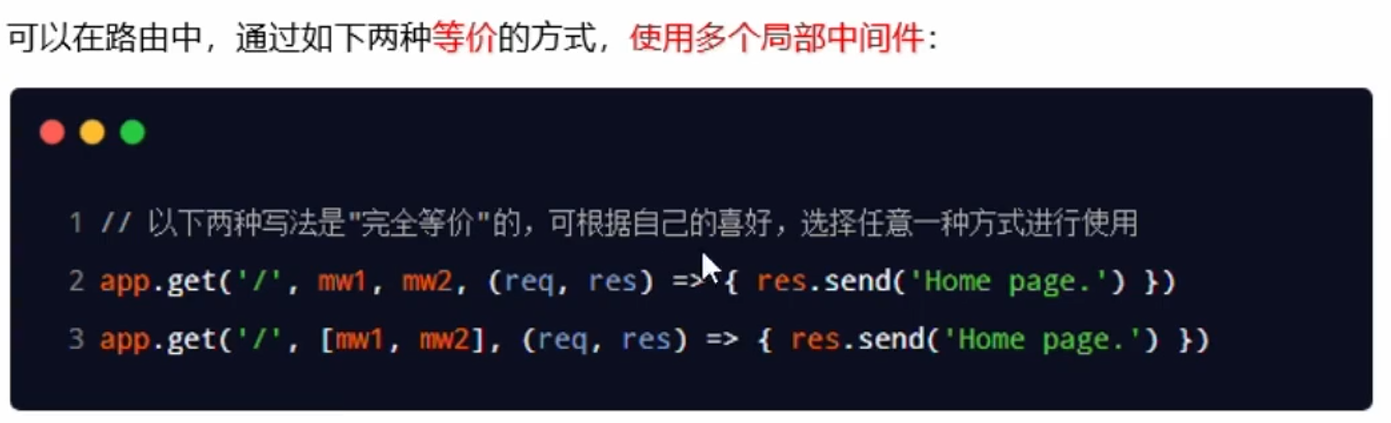 可以在路由中，通过如下两种等价的方式，使用多个局部中间件：
1 // 以下两种写法是"完全等价"的，可根据自己的喜好，选择任意一种方式进行使用
2 app.get('/', mw1, mw2, (req, res) => { res.send('Home page.') })
3 app.get('/', [mw1, mw2], (req, res) => { res.send('Home page.') })